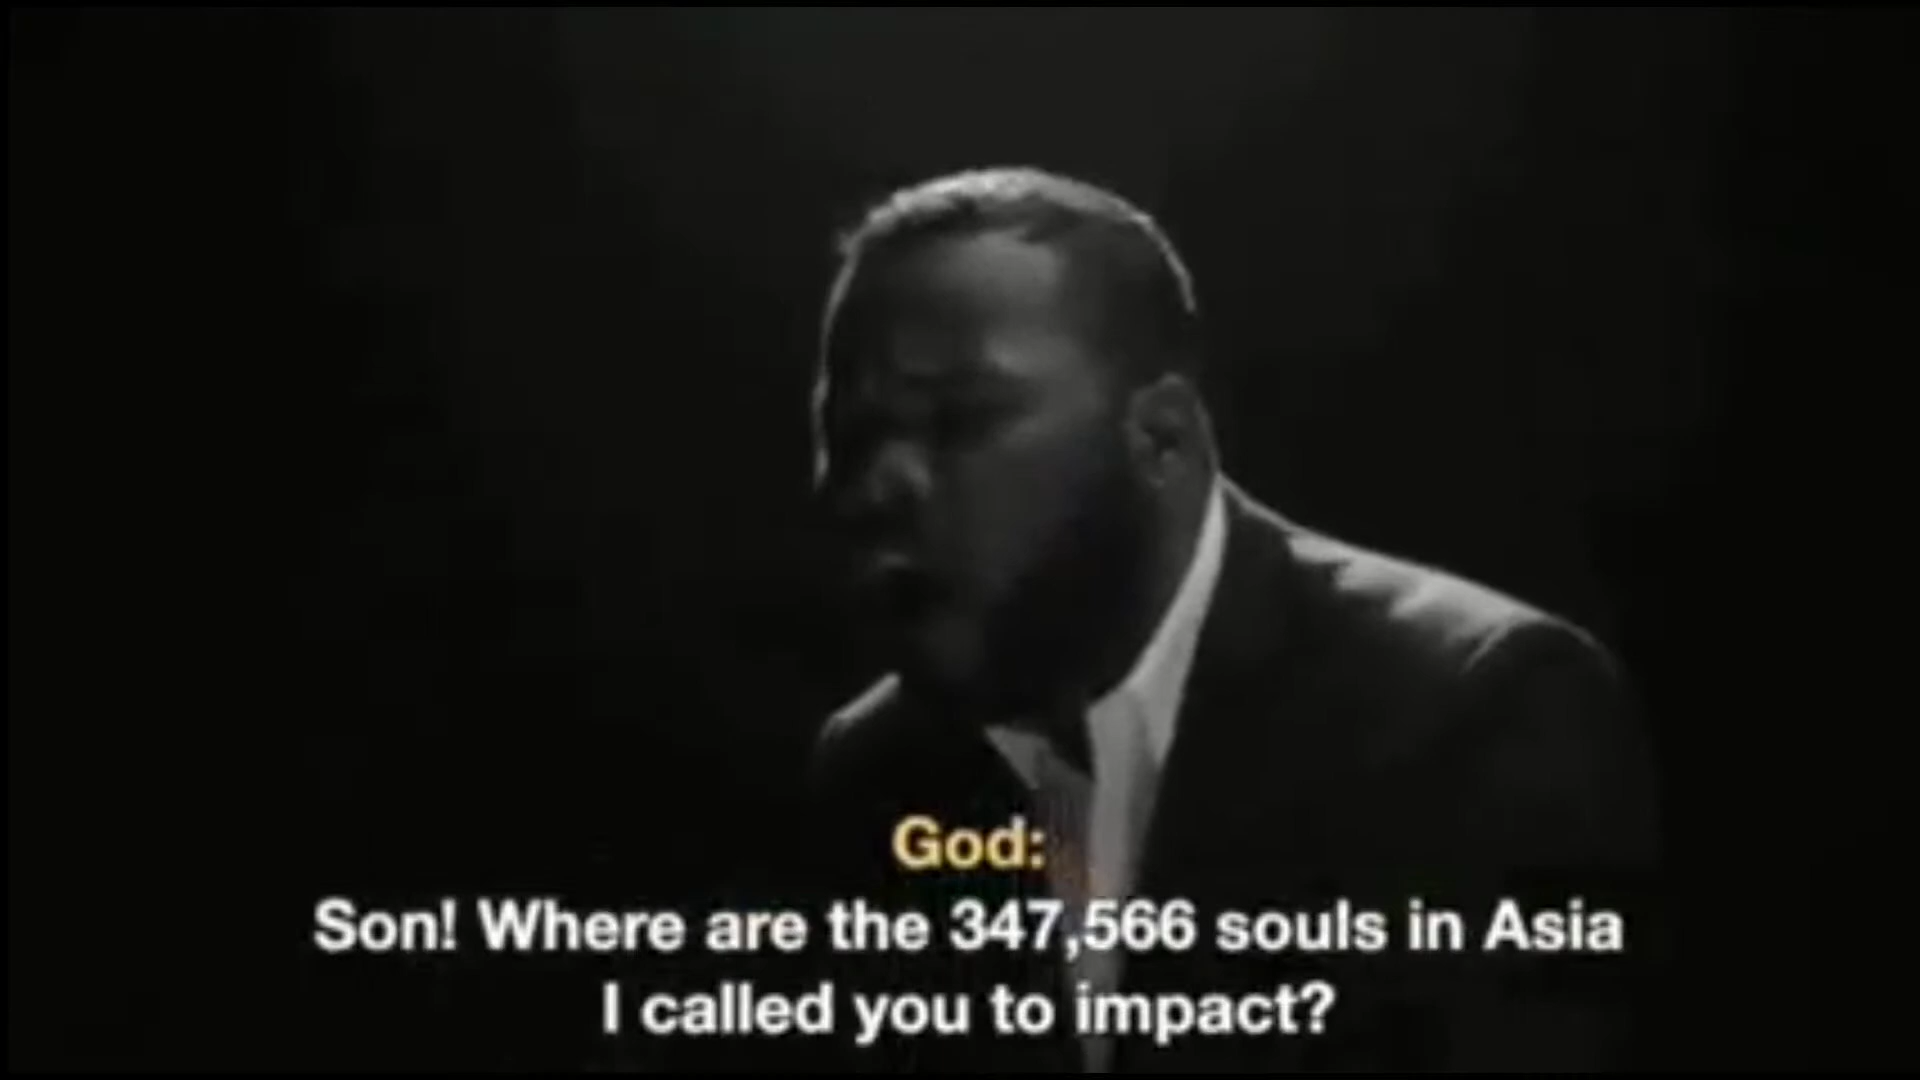 God:
Son! Where are the 347,566 souls in Asia
I called you to impact?